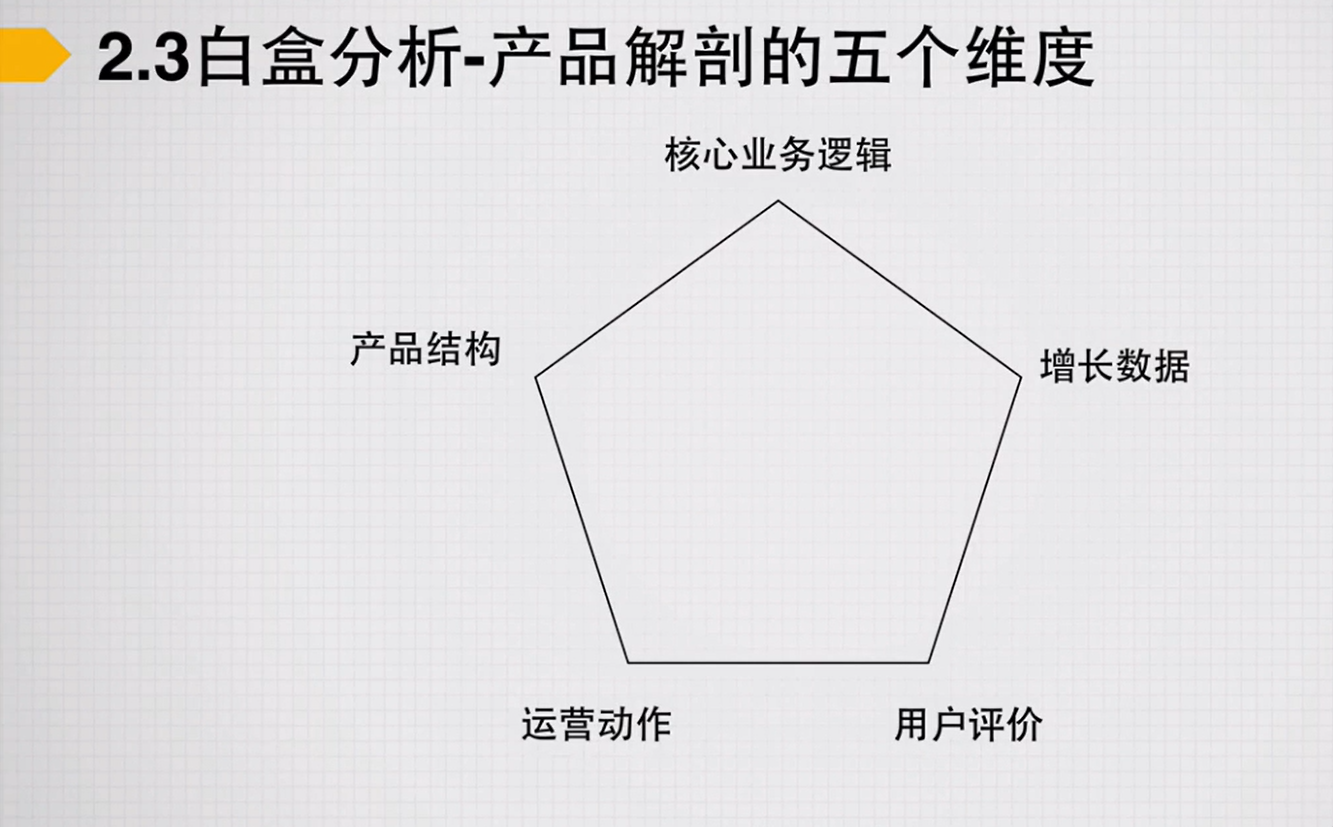 2.3白盒分析-产品解剖的五个维度
核心业务逻辑
产品结构
增长数据
运营动作
用户评价